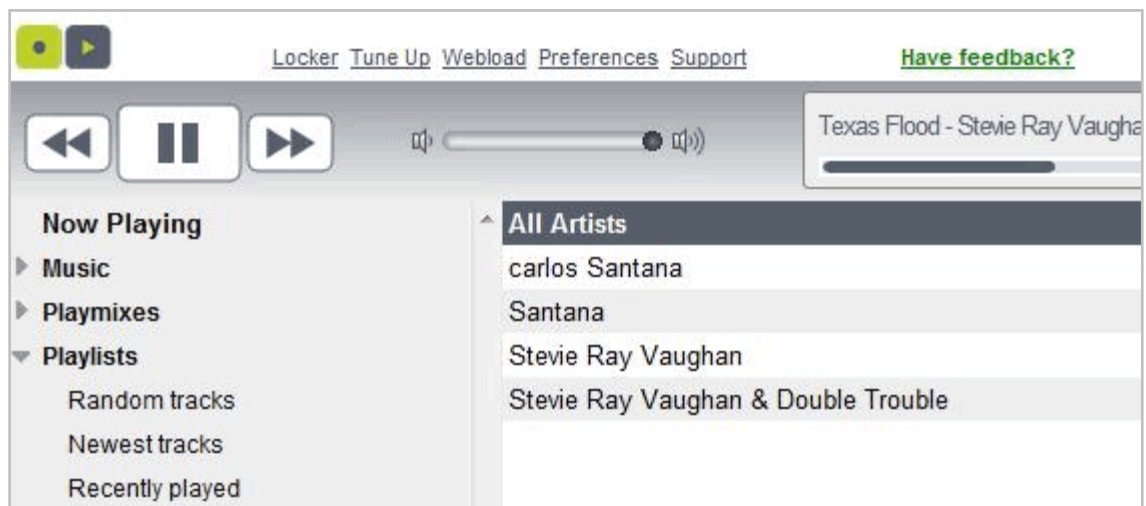 Locker Tune Up Webload Preferences Support
Have feedback?
Texas Flood - Stevie Ray Vaugha
Now Playing
Music
Playmixes
Playlists
Random tracks
Newest tracks
Recently played
All Artists
carlos Santana
Santana
Stevie Ray Vaughan
Stevie Ray Vaughan & Double Trouble